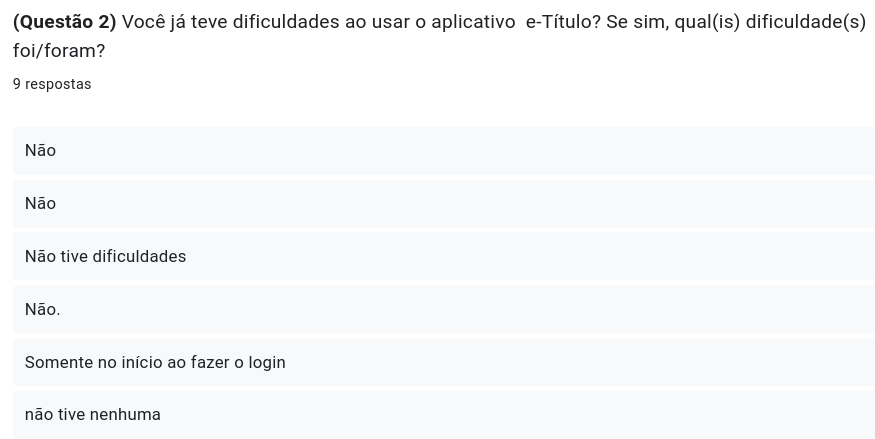 (Questão 2) Você já teve dificuldades ao usar o aplicativo  e-Título? Se sim, qual(is) dificuldade(s)
foi/foram?
9 respostas
Não
Não
Não tive dificuldades
Não.
Somente no início ao fazer o login
não tive nenhuma